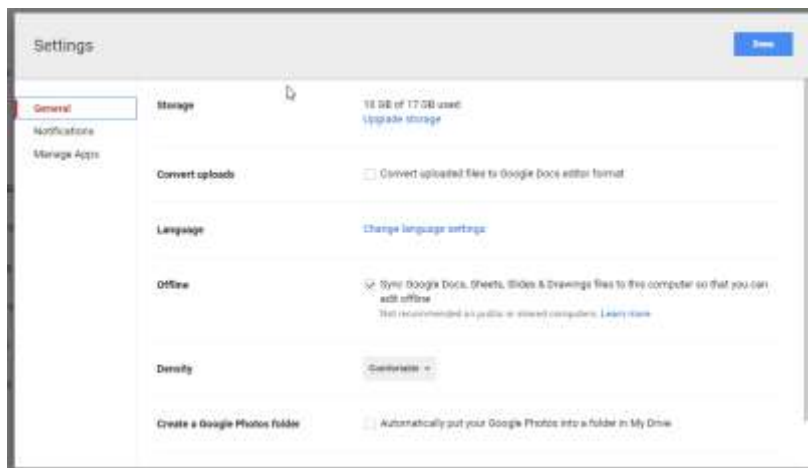 Settings
Done
General
Notifications
Manage Apps
Storage
10 GB of 17 GB used
Upgrade storage
Convert uploads
Convert uploaded files to Google Docs editor format
Language
Change language settings
Offline
Sync Google Docs, Sheets, Slides & Drawings files to this computer so that you can
edit offline
Not recommended on public or shared computers. Learn more
Density
Comfortable
Create a Google Photos folder
Automatically put your Google Photos into a folder in My Drive